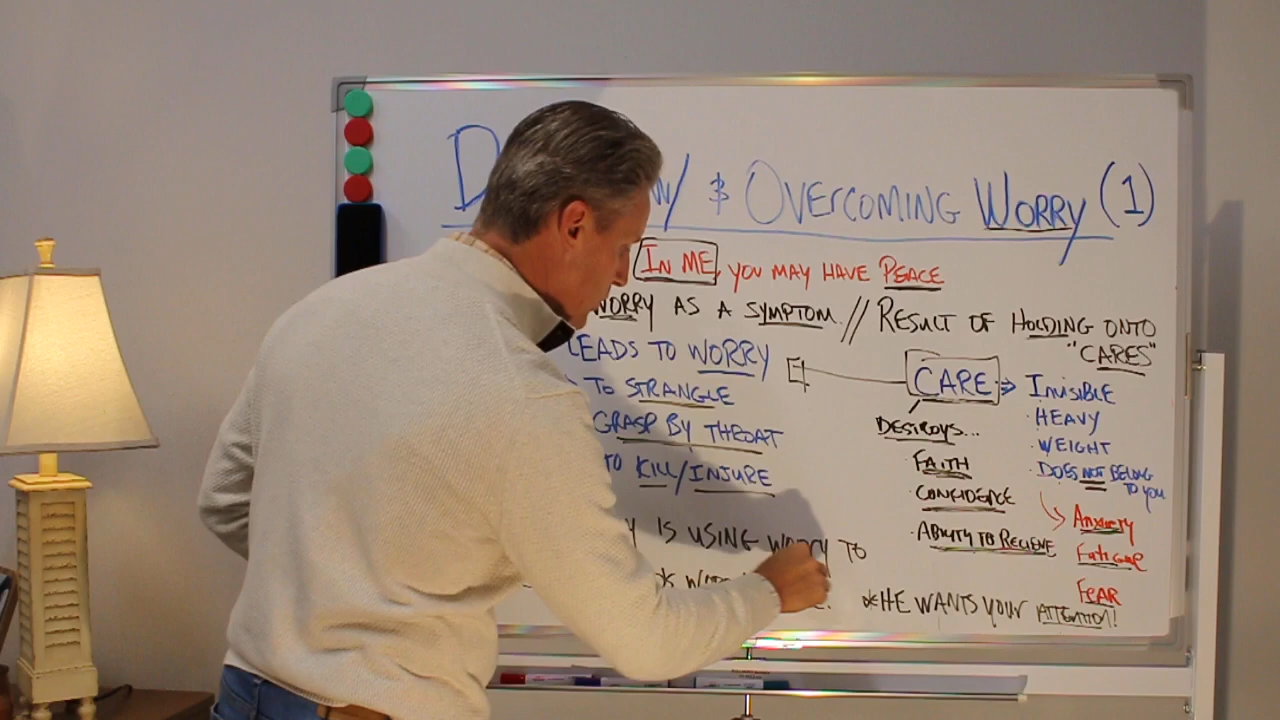 D w/ & OVERCOMING WORRY (1)
IN ME, YOU MAY HAVE PEACE
WORRY AS A SYMPTOM // RESULT OF HOLDING ONTO
"CARES"
LEADS TO WORRY
TO STRANGLE
GRASP BY THROAT
TO KILL/INJURE
CARE => INVISIBLE
· HEAVY
· WEIGHT
· DOES NOT BELONG
TO YOU
DESTROYS...
· FAITH
· CONFIDENCE
· ABILITY TO RECIEVE
ANXIETY
FATIGUE
FEAR
Y IS USING WORRY TO
* HE WANTS YOUR ATTENTION!